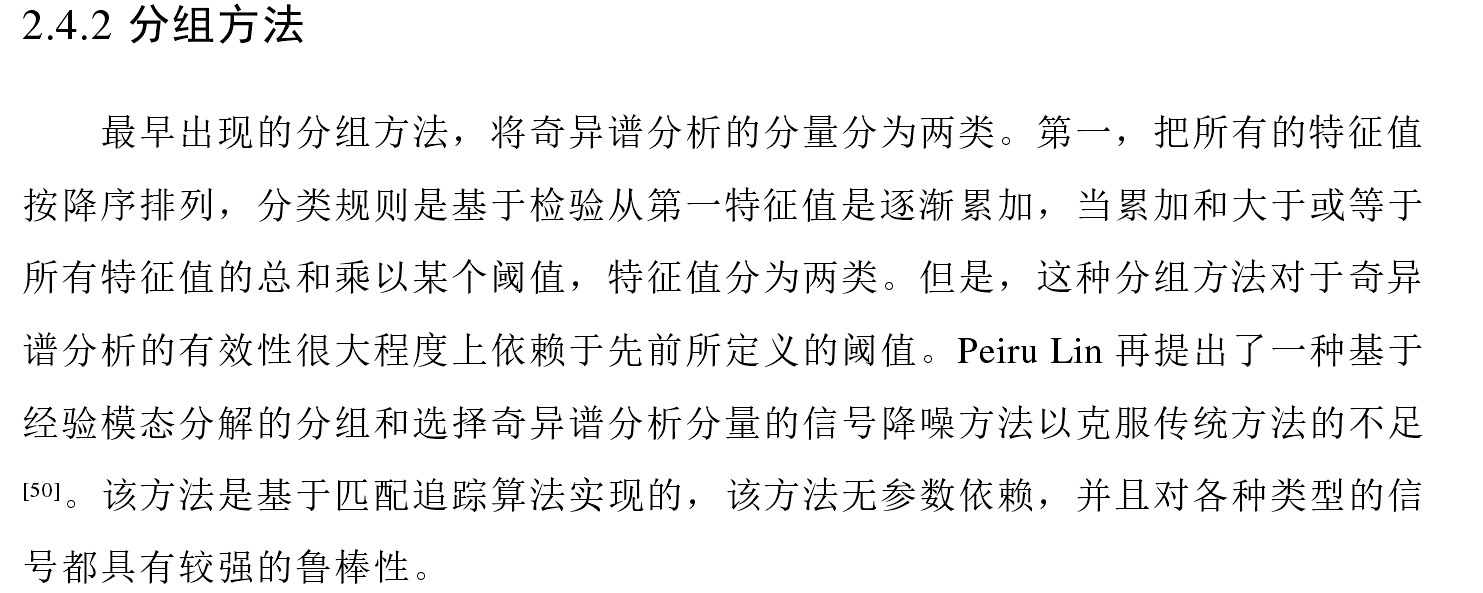 2.4.2 分组方法
最早出现的分组方法，将奇异谱分析的分量分为两类。第一，把所有的特征值
按降序排列，分类规则是基于检验从第一特征值是逐渐累加，当累加和大于或等于
所有特征值的总和乘以某个阈值，特征值分为两类。但是，这种分组方法对于奇异
谱分析的有效性很大程度上依赖于先前所定义的阈值。Peiru Lin 再提出了一种基于
经验模态分解的分组和选择奇异谱分析分量的信号降噪方法以克服传统方法的不足
[50]。该方法是基于匹配追踪算法实现的，该方法无参数依赖，并且对各种类型的信
号都具有较强的鲁棒性。